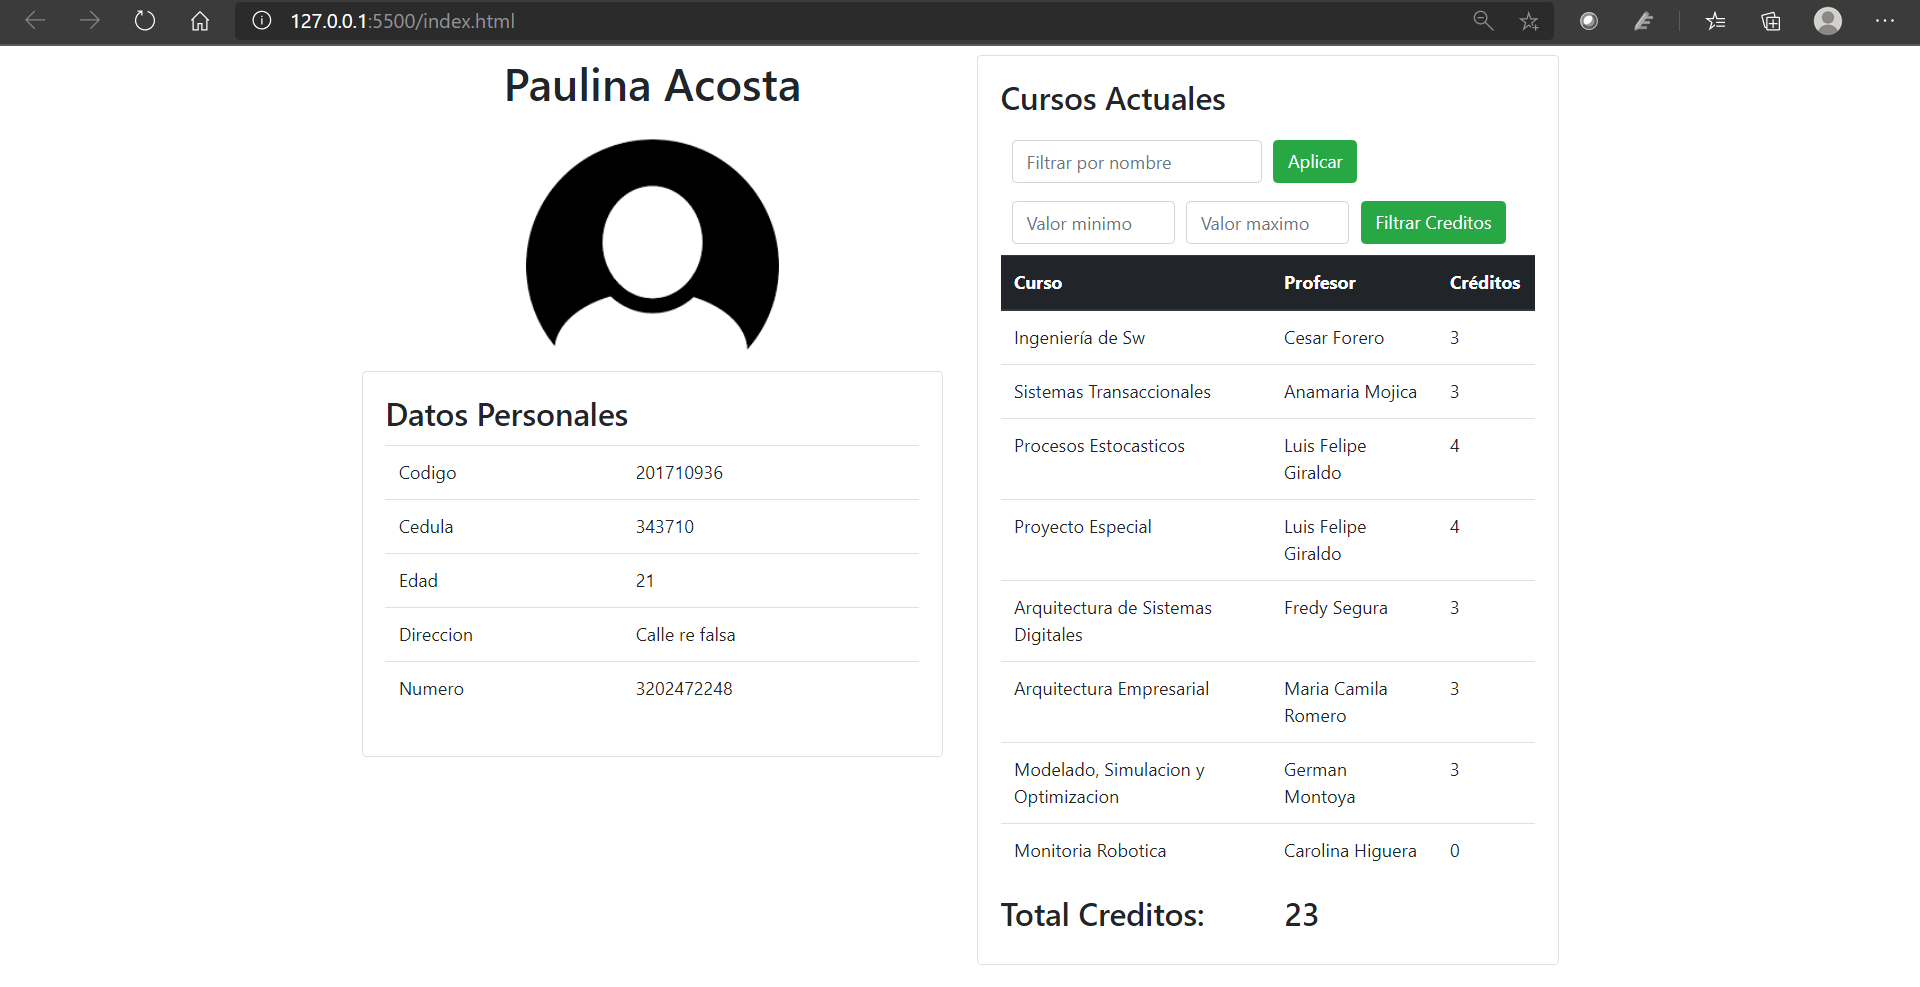 127.0.0.1:5500/index.html
Paulina Acosta
Datos Personales
Codigo 201710936
Cedula 343710
Edad 21
Direccion Calle re falsa
Numero 3202472248
Cursos Actuales
Filtrar por nombre Aplicar
Valor minimo Valor maximo Filtrar Creditos
Curso Profesor Créditos
Ingeniería de Sw Cesar Forero 3
Sistemas Transaccionales Anamaria Mojica 3
Procesos Estocasticos Luis Felipe 4
Giraldo
Proyecto Especial Luis Felipe 4
Giraldo
Arquitectura de Sistemas Fredy Segura 3
Digitales
Arquitectura Empresarial Maria Camila 3
Romero
Modelado, Simulacion y German 3
Optimizacion Montoya
Monitoria Robotica Carolina Higuera 0
Total Creditos: 23